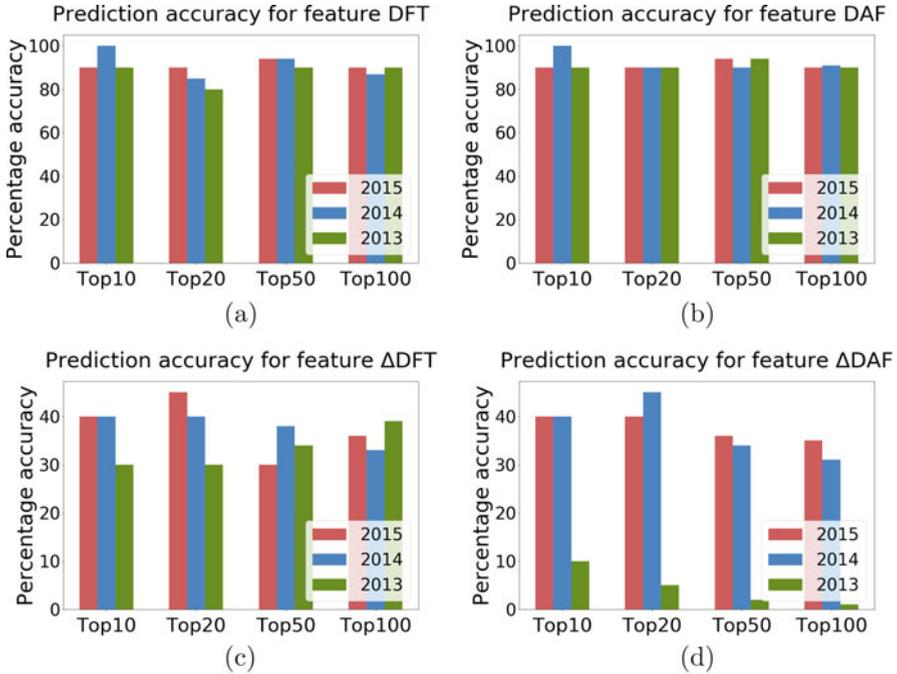 Prediction accuracy for feature DFT
Percentage accuracy
100
80
60
40
20
0
2015
2014
2013
Top10 Top20 Top50 Top100
(a)
Prediction accuracy for feature DAF
Percentage accuracy
100
80
60
40
20
0
2015
2014
2013
Top10 Top20 Top50 Top100
(b)
Prediction accuracy for feature ΔDFT
Percentage accuracy
40
30
20
10
0
2015
2014
2013
Top10 Top20 Top50 Top100
(c)
Prediction accuracy for feature ΔDAF
Percentage accuracy
40
30
20
10
0
2015
2014
2013
Top10 Top20 Top50 Top100
(d)